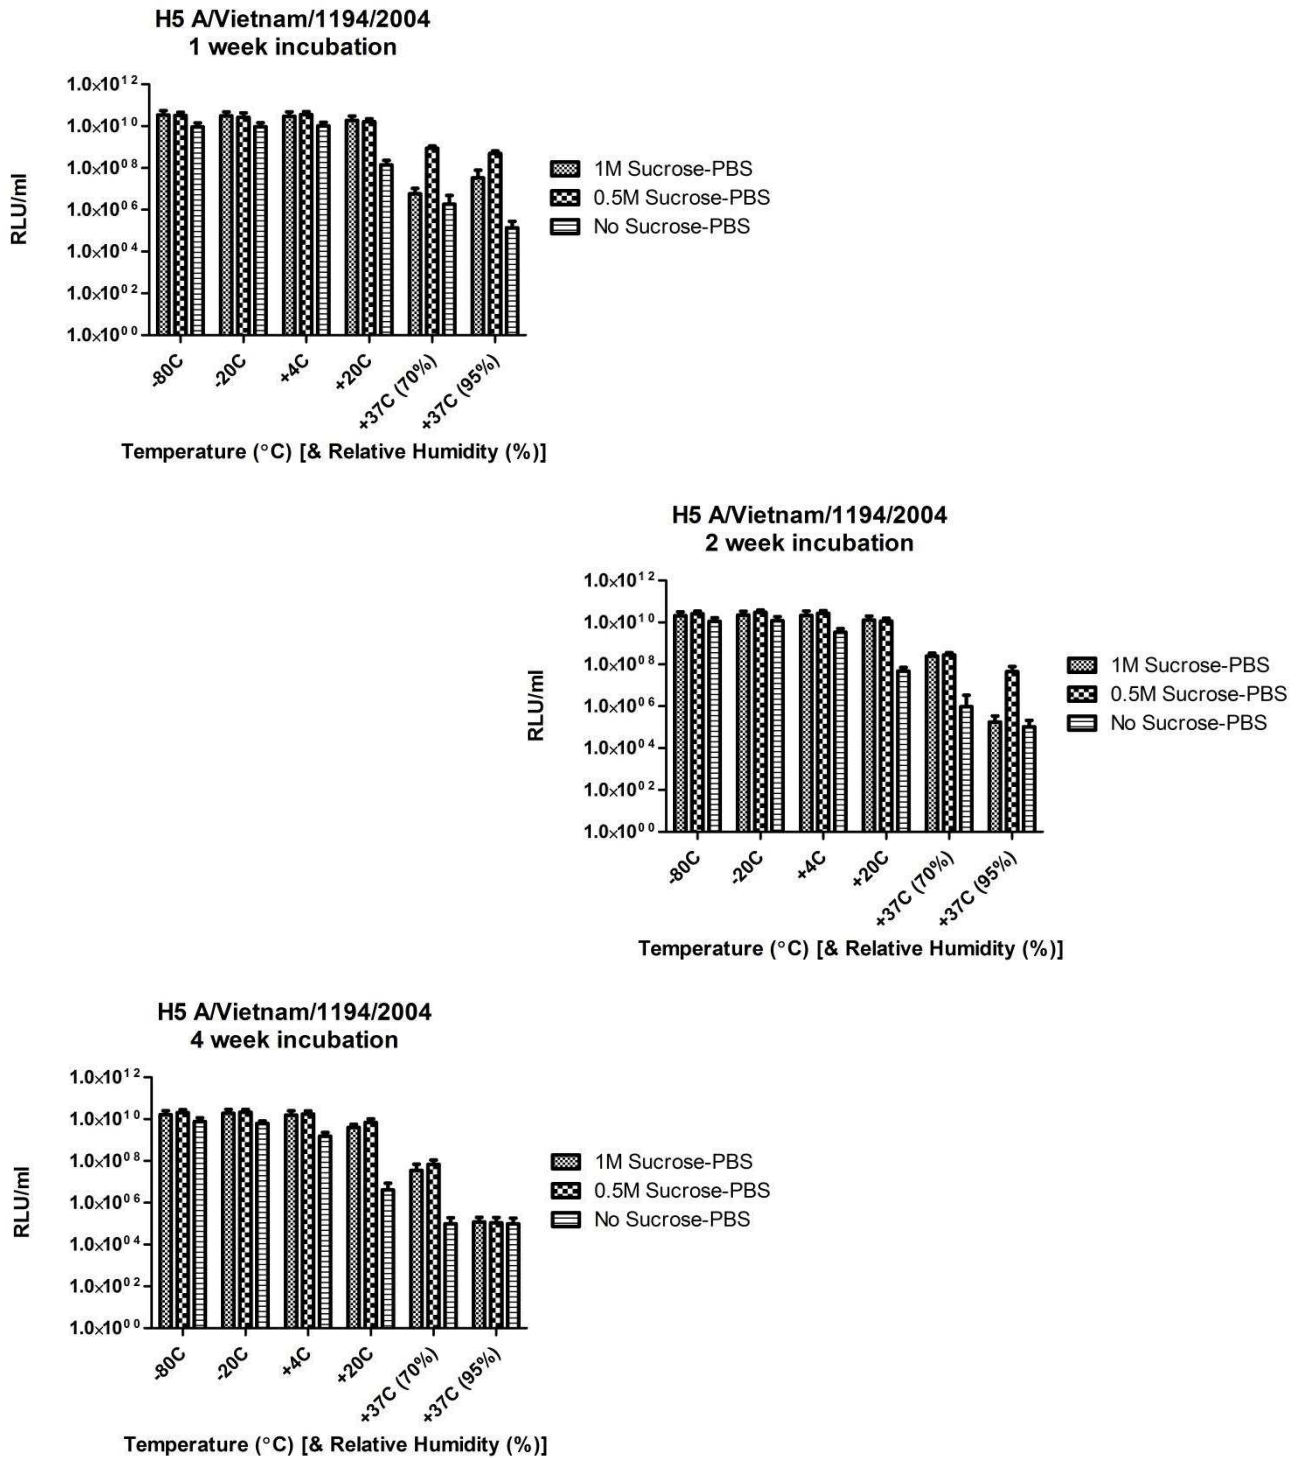 H5 A/Vietnam/1194/2004
1 week incubation
1.0×10¹²
1.0×10¹⁰
1.0×10⁰⁸
1.0×10⁰⁶
1.0×10⁰⁴
1.0×10⁰²
1.0×10⁰⁰
RLU/ml
-80C
-20C
+4C
+20C
+37C (70%)
+37C (95%)
Temperature (°C) [& Relative Humidity (%)]
1M Sucrose-PBS
0.5M Sucrose-PBS
No Sucrose-PBS
H5 A/Vietnam/1194/2004
2 week incubation
1.0×10¹²
1.0×10¹⁰
1.0×10⁰⁸
1.0×10⁰⁶
1.0×10⁰⁴
1.0×10⁰²
1.0×10⁰⁰
RLU/ml
-80C
-20C
+4C
+20C
+37C (70%)
+37C (95%)
Temperature (°C) [& Relative Humidity (%)]
1M Sucrose-PBS
0.5M Sucrose-PBS
No Sucrose-PBS
H5 A/Vietnam/1194/2004
4 week incubation
1.0×10¹²
1.0×10¹⁰
1.0×10⁰⁸
1.0×10⁰⁶
1.0×10⁰⁴
1.0×10⁰²
1.0×10⁰⁰
RLU/ml
-80C
-20C
+4C
+20C
+37C (70%)
+37C (95%)
Temperature (°C) [& Relative Humidity (%)]
1M Sucrose-PBS
0.5M Sucrose-PBS
No Sucrose-PBS